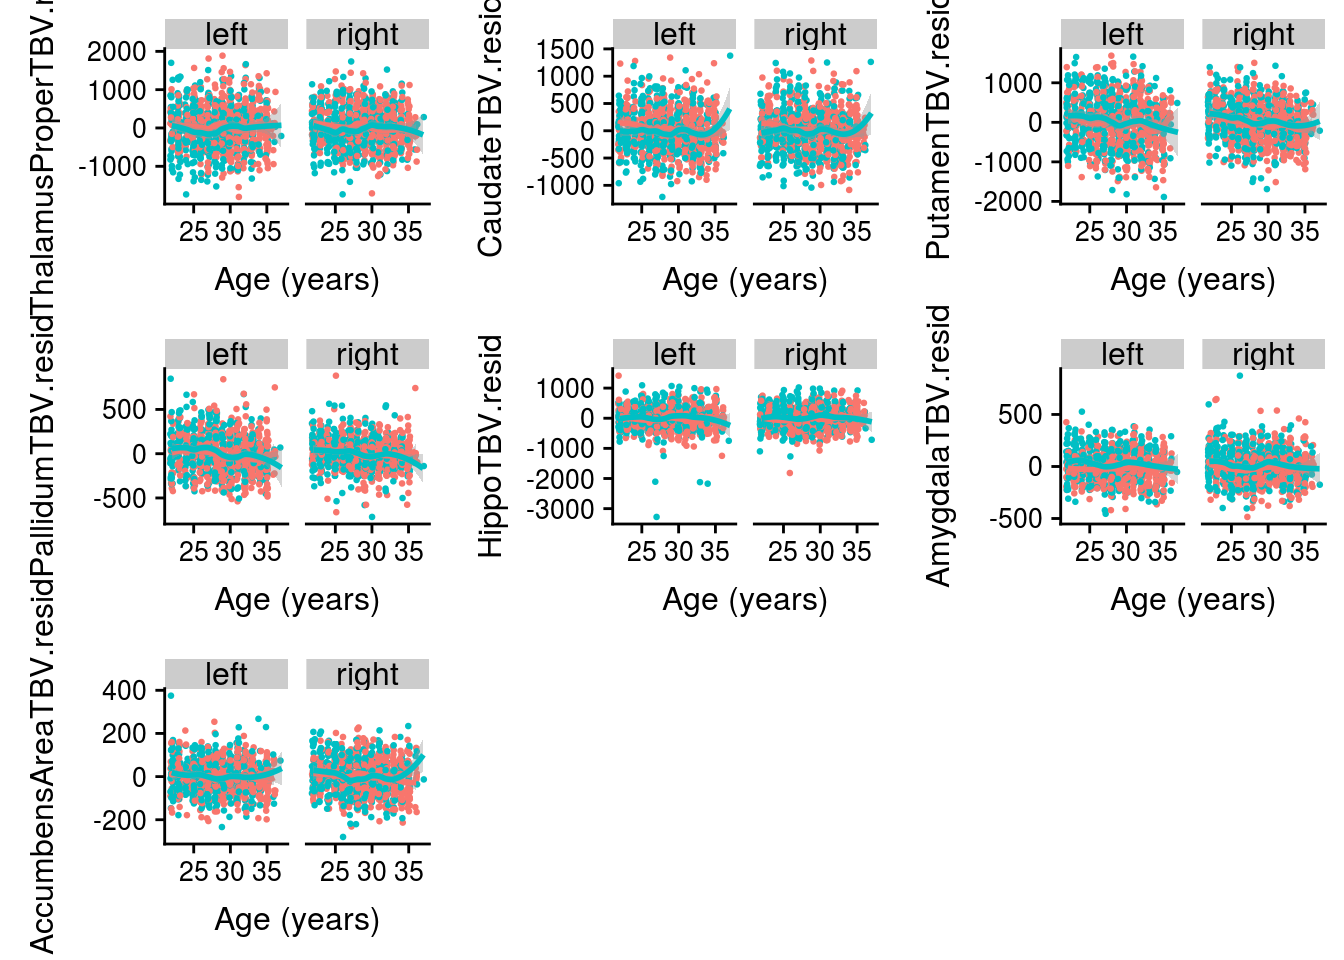 ThalamusProperTBV.r
left right
2000
1000
0
-1000
25 30 35 25 30 35
Age (years)
CaudateTBV.resid
left right
1500
1000
500
0
-500
-1000
25 30 35 25 30 35
Age (years)
PutamenTBV.resid
left right
1000
0
-1000
-2000
25 30 35 25 30 35
Age (years)
PallidumTBV.resid
left right
500
0
-500
25 30 35 25 30 35
Age (years)
HippoTBV.resid
left right
1000
0
-1000
-2000
-3000
25 30 35 25 30 35
Age (years)
AmygdalaTBV.resid
left right
500
0
-500
25 30 35 25 30 35
Age (years)
AccumbensAreaTBV.resid
left right
400
200
0
-200
25 30 35 25 30 35
Age (years)